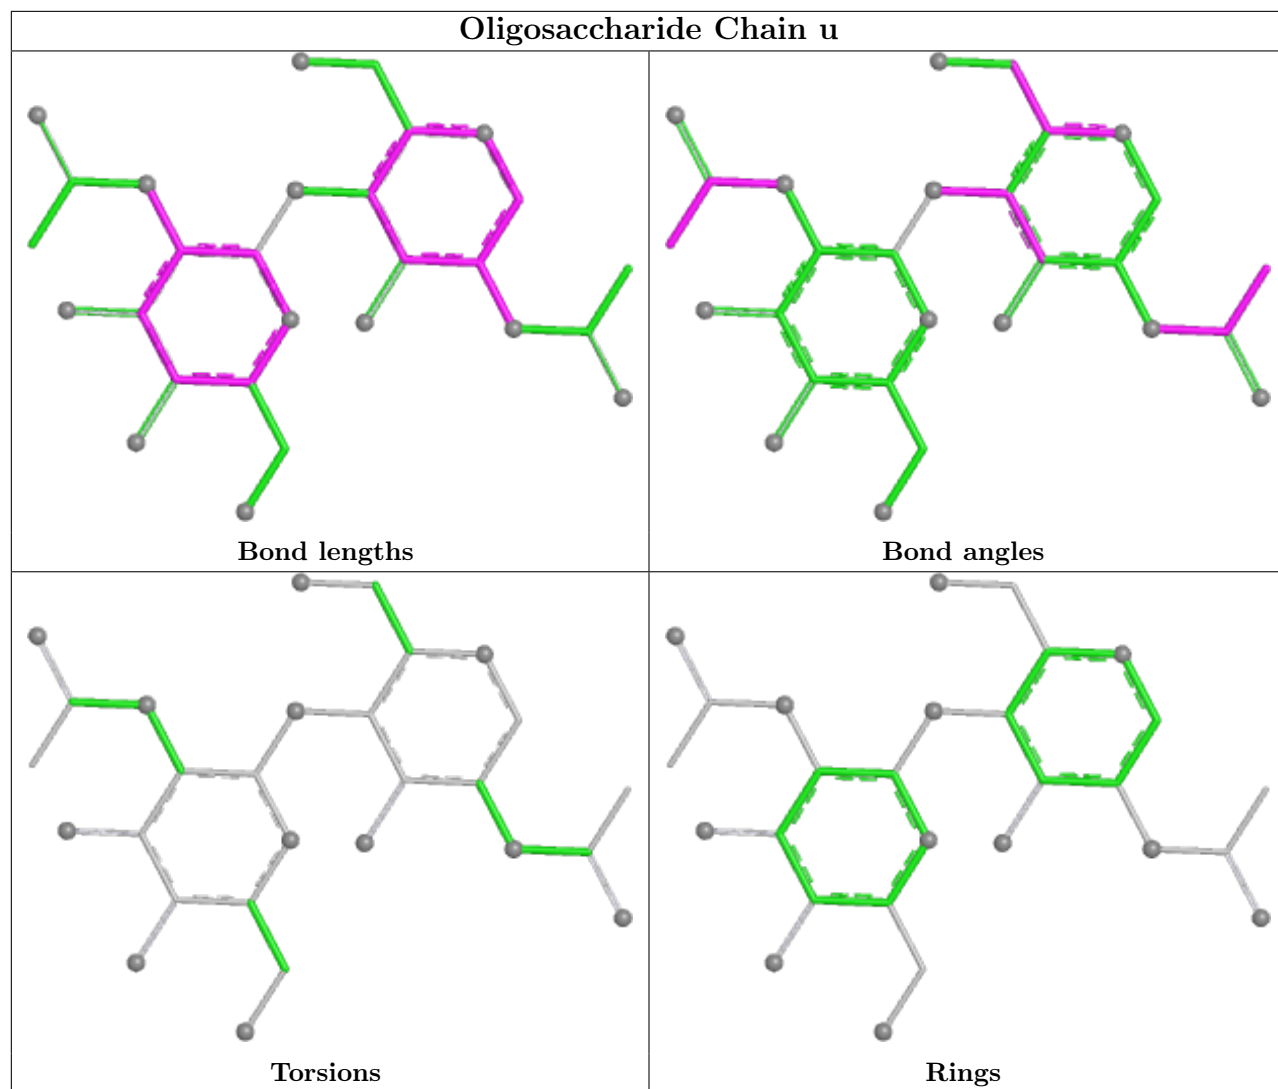 Oligosaccharide Chain u
Bond lengths
Bond angles
Torsions
Rings